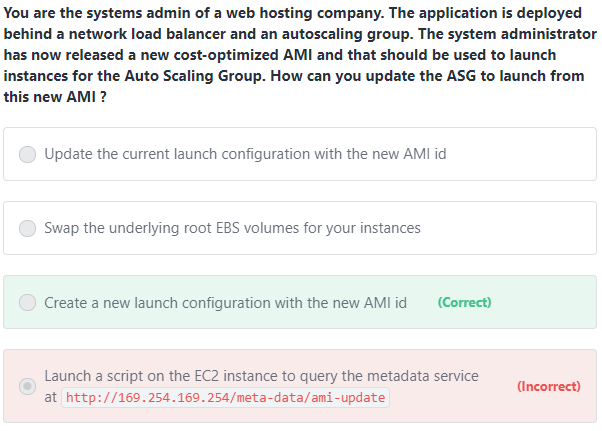 You are the systems admin of a web hosting company. The application is deployed
behind a network load balancer and an autoscaling group. The system administrator
has now released a new cost-optimized AMI and that should be used to launch
instances for the Auto Scaling Group. How can you update the ASG to launch from
this new AMI ?
Update the current launch configuration with the new AMI id
Swap the underlying root EBS volumes for your instances
Create a new launch configuration with the new AMI id (Correct)
Launch a script on the EC2 instance to query the metadata service
at http://169.254.169.254/meta-data/ami-update
(Incorrect)